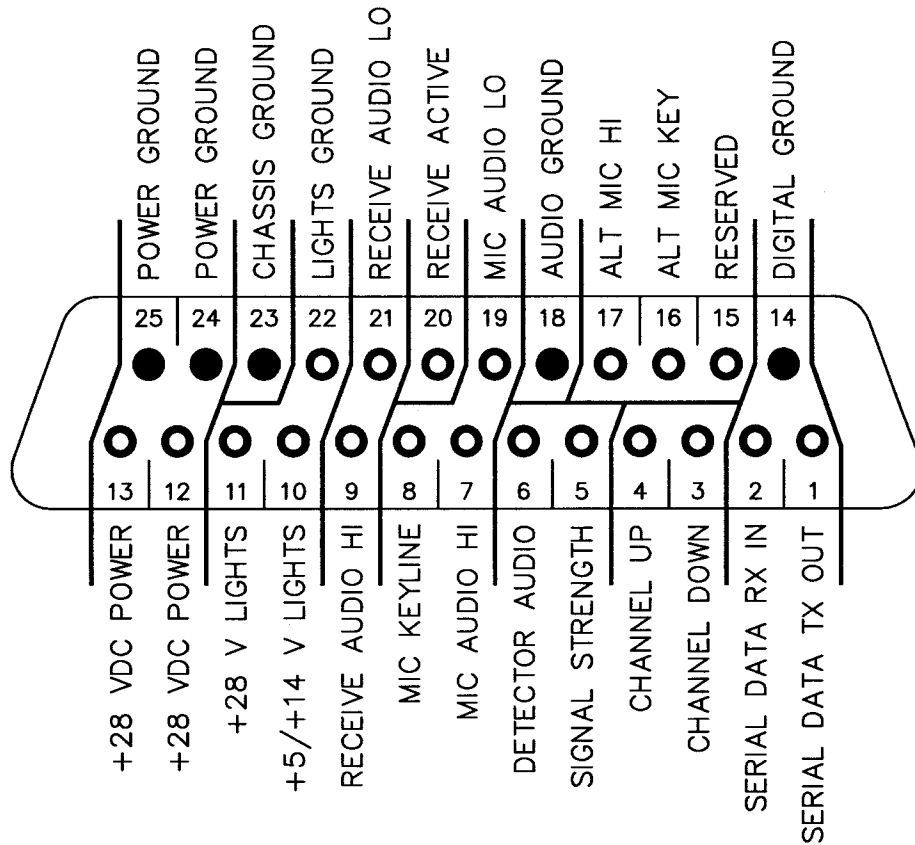 POWER GROUND
POWER GROUND
CHASSIS GROUND
LIGHTS GROUND
RECEIVE AUDIO LO
RECEIVE ACTIVE
MIC AUDIO LO
AUDIO GROUND
ALT MIC HI
ALT MIC KEY
RESERVED
DIGITAL GROUND
25 24 23 22 21 20 19 18 17 16 15 14
13 12 11 10 9 8 7 6 5 4 3 2 1
+28 VDC POWER
+28 VDC POWER
+28 V LIGHTS
+5/+14 V LIGHTS
RECEIVE AUDIO HI
MIC KEYLINE
MIC AUDIO HI
DETECTOR AUDIO
SIGNAL STRENGTH
CHANNEL UP
CHANNEL DOWN
SERIAL DATA RX IN
SERIAL DATA TX OUT